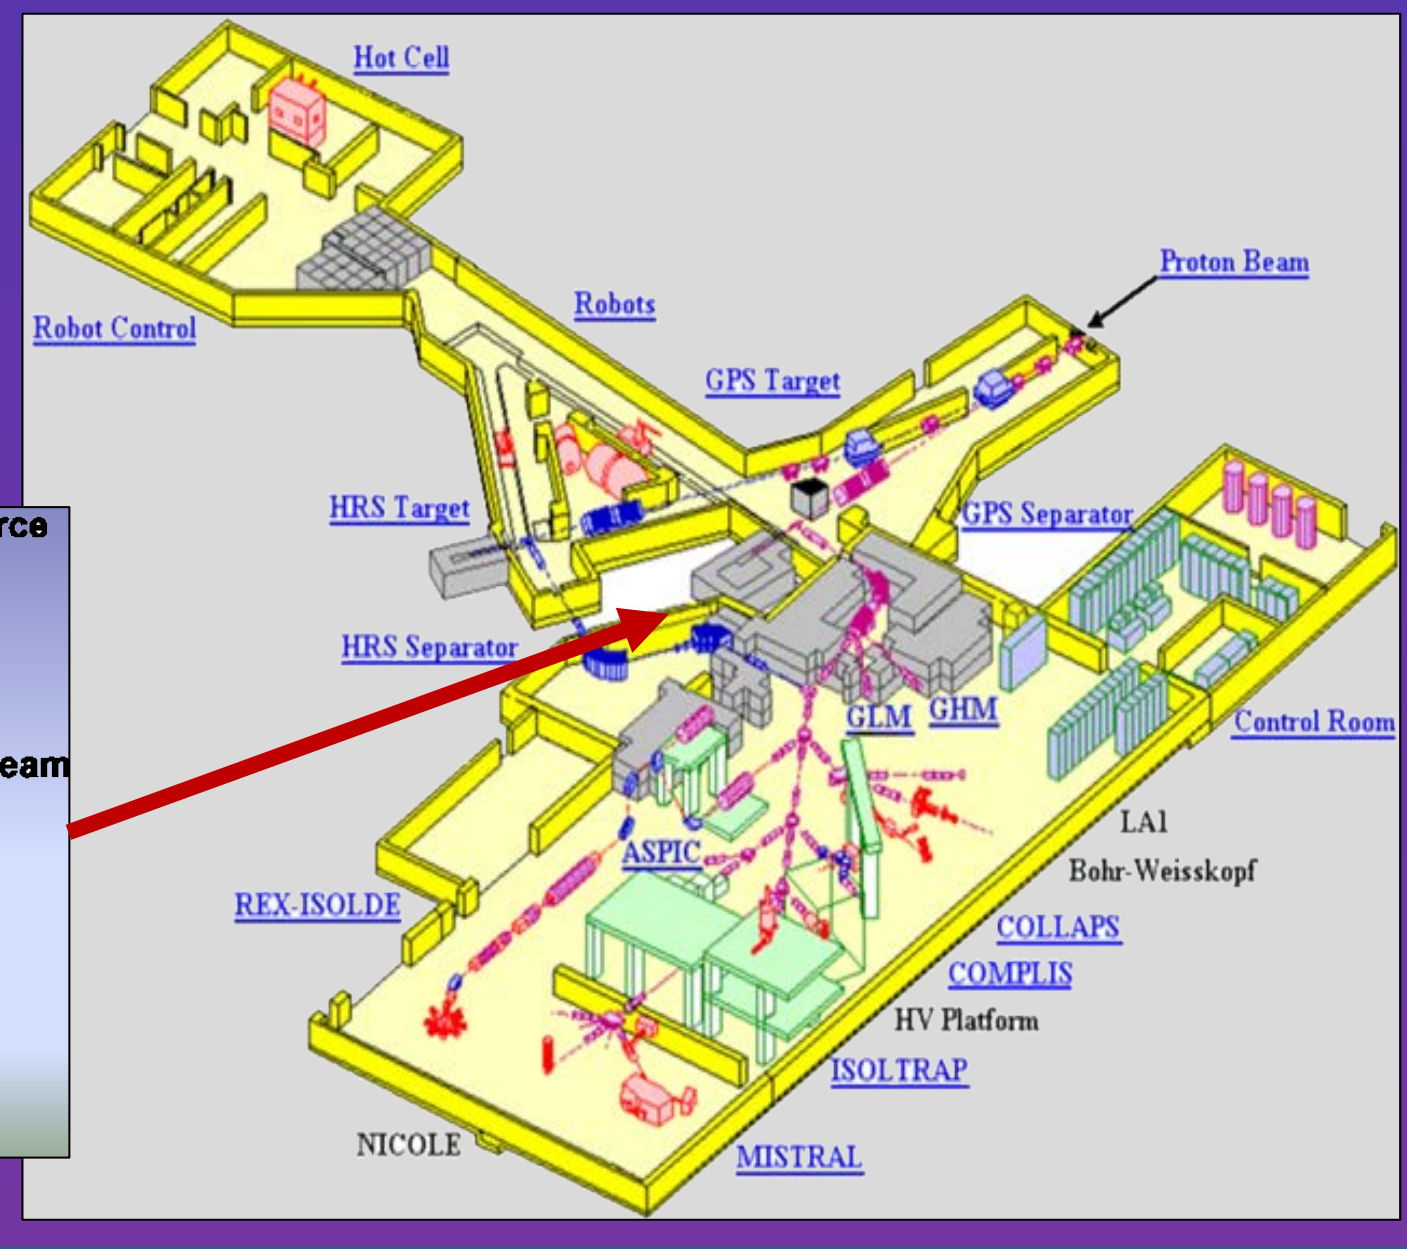 Hot Cell
Proton Beam
Robots
Robot Control
GPS Target
HRS Target
GPS Separator
HRS Separator
GLM
GHM
Control Room
LA1
ASPIC
Bohr-Weisskopf
REX-ISOLDE
COLLAPS
COMPLIS
HV Platform
ISOLTRAP
NICOLE
MISTRAL
rce
eam